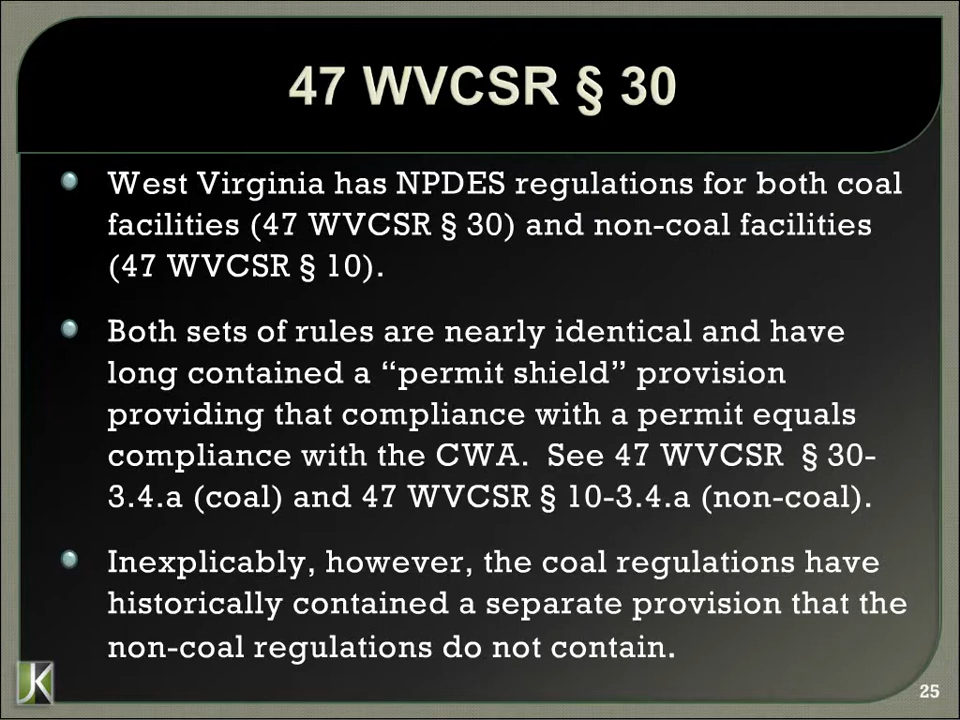 47 WVCSR § 30
West Virginia has NPDES regulations for both coal
facilities (47 WVCSR § 30) and non-coal facilities
(47 WVCSR § 10).
Both sets of rules are nearly identical and have
long contained a “permit shield” provision
providing that compliance with a permit equals
compliance with the CWA.  See 47 WVCSR  § 30-
3.4.a (coal) and 47 WVCSR § 10-3.4.a (non-coal).
Inexplicably, however, the coal regulations have
historically contained a separate provision that the
non-coal regulations do not contain.
JK
25